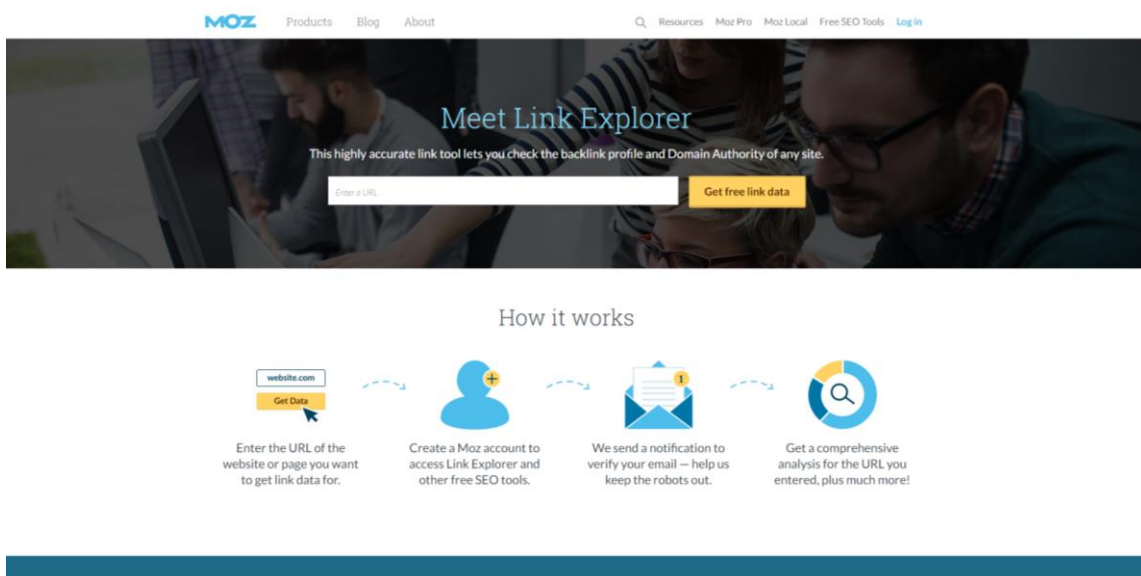 MOZ Products Blog About Resources Moz Pro Moz Local Free SEO Tools Log in
Meet Link Explorer
This highly accurate link tool lets you check the backlink profile and Domain Authority of any site.
Enter a URL Get free link data
How it works
website.com
Get Data
1
Enter the URL of the
website or page you want
to get link data for.
Create a Moz account to
access Link Explorer and
other free SEO tools.
We send a notification to
verify your email — help us
keep the robots out.
Get a comprehensive
analysis for the URL you
entered, plus much more!